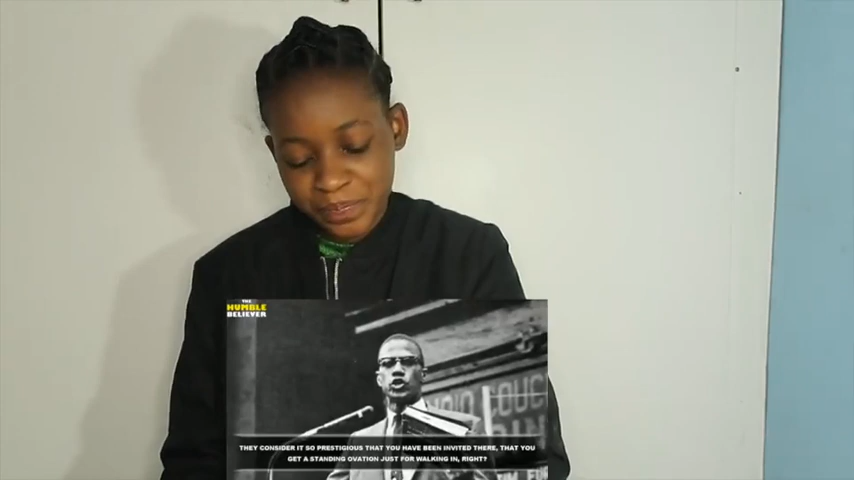 THE
HUMBLE
BELIEVER
THEY CONSIDER IT SO PRESTIGIOUS THAT YOU HAVE BEEN INVITED THERE, THAT YOU
GET A STANDING OVATION JUST FOR WALKING IN, RIGHT?